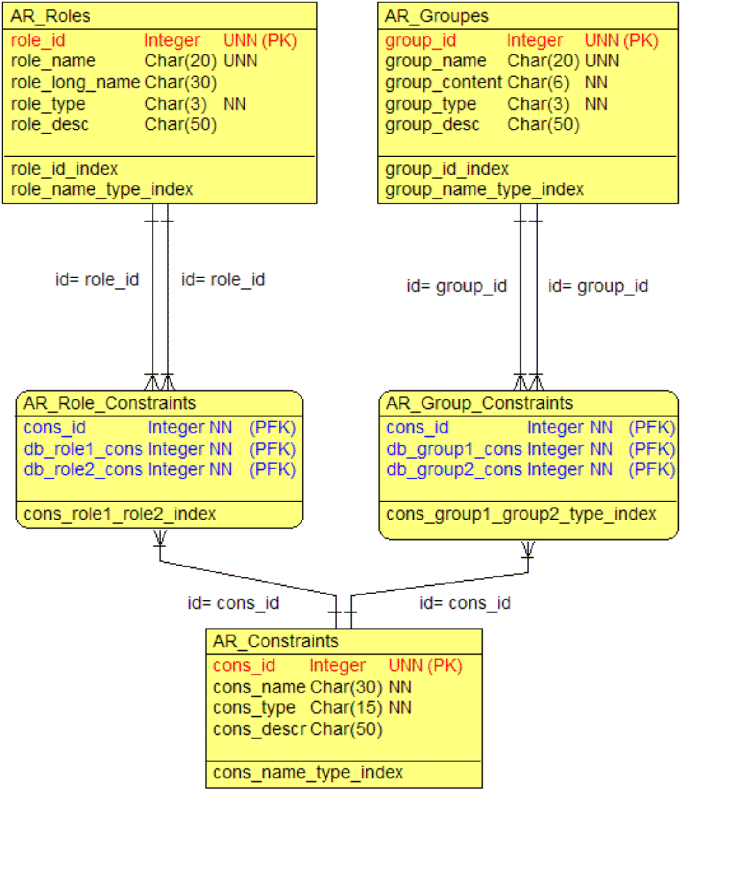 AR_Roles
role_id Integer UNN (PK)
role_name Char(20) UNN
role_long_name Char(30)
role_type Char(3) NN
role_desc Char(50)
role_id_index
role_name_type_index
AR_Groupes
group_id Integer UNN (PK)
group_name Char(20) UNN
group_content Char(6) NN
group_type Char(3) NN
group_desc Char(50)
group_id_index
group_name_type_index
id= role_id
id= role_id
id= group_id
id= group_id
AR_Role_Constraints
cons_id Integer NN (PFK)
db_role1_cons Integer NN (PFK)
db_role2_cons Integer NN (PFK)
cons_role1_role2_index
AR_Group_Constraints
cons_id Integer NN (PFK)
db_group1_cons Integer NN (PFK)
db_group2_cons Integer NN (PFK)
cons_group1_group2_type_index
id= cons_id
id= cons_id
AR_Constraints
cons_id Integer UNN (PK)
cons_name Char(30) NN
cons_type Char(15) NN
cons_descr Char(50)
cons_name_type_index